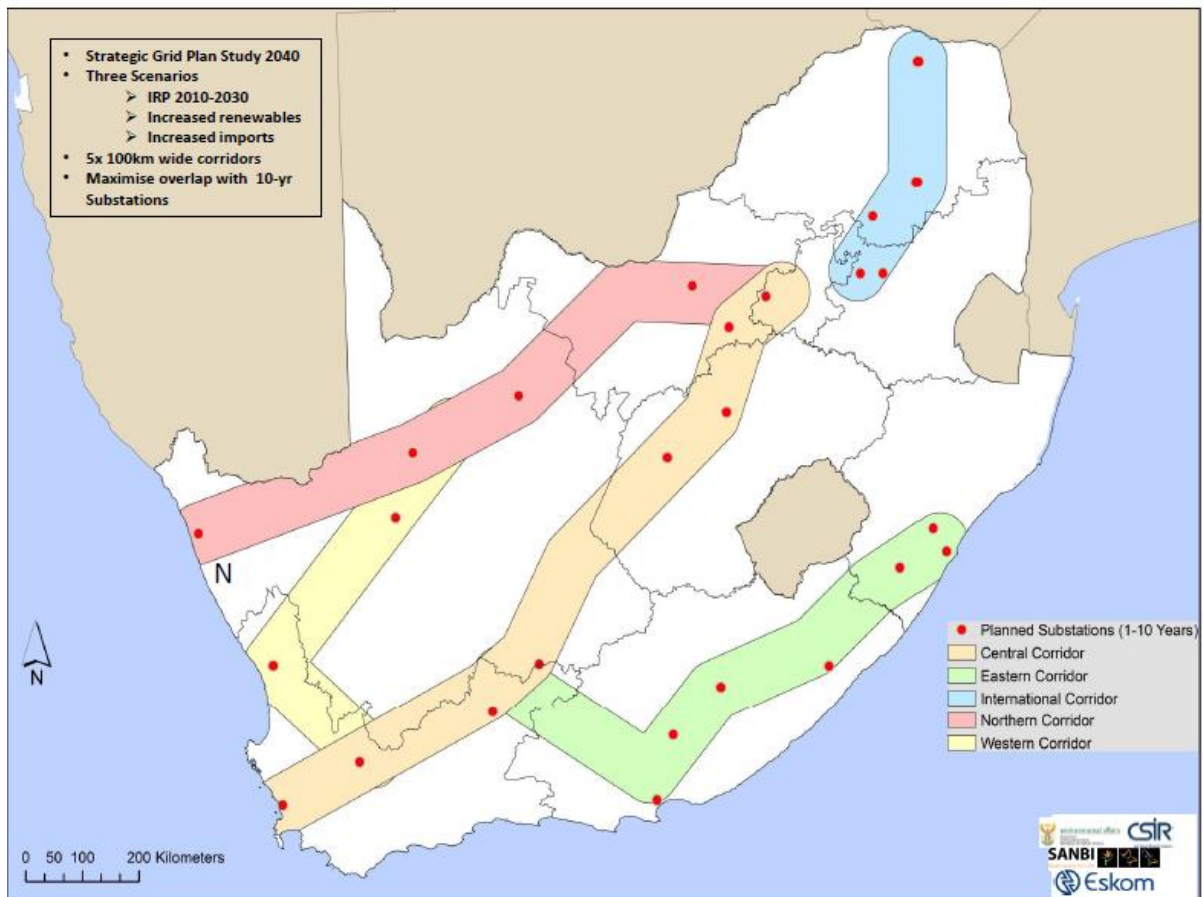 • Strategic Grid Plan Study 2040
• Three Scenarios
➢ IRP 2010-2030
➢ Increased renewables
➢ Increased imports
• 5x 100km wide corridors
• Maximise overlap with 10-yr
Substations
N
N
Planned Substations (1-10 Years)
Central Corridor
Eastern Corridor
International Corridor
Northern Corridor
Western Corridor
0 50 100 200 Kilometers
environmental affairs
CSIR
SANBI
Eskom